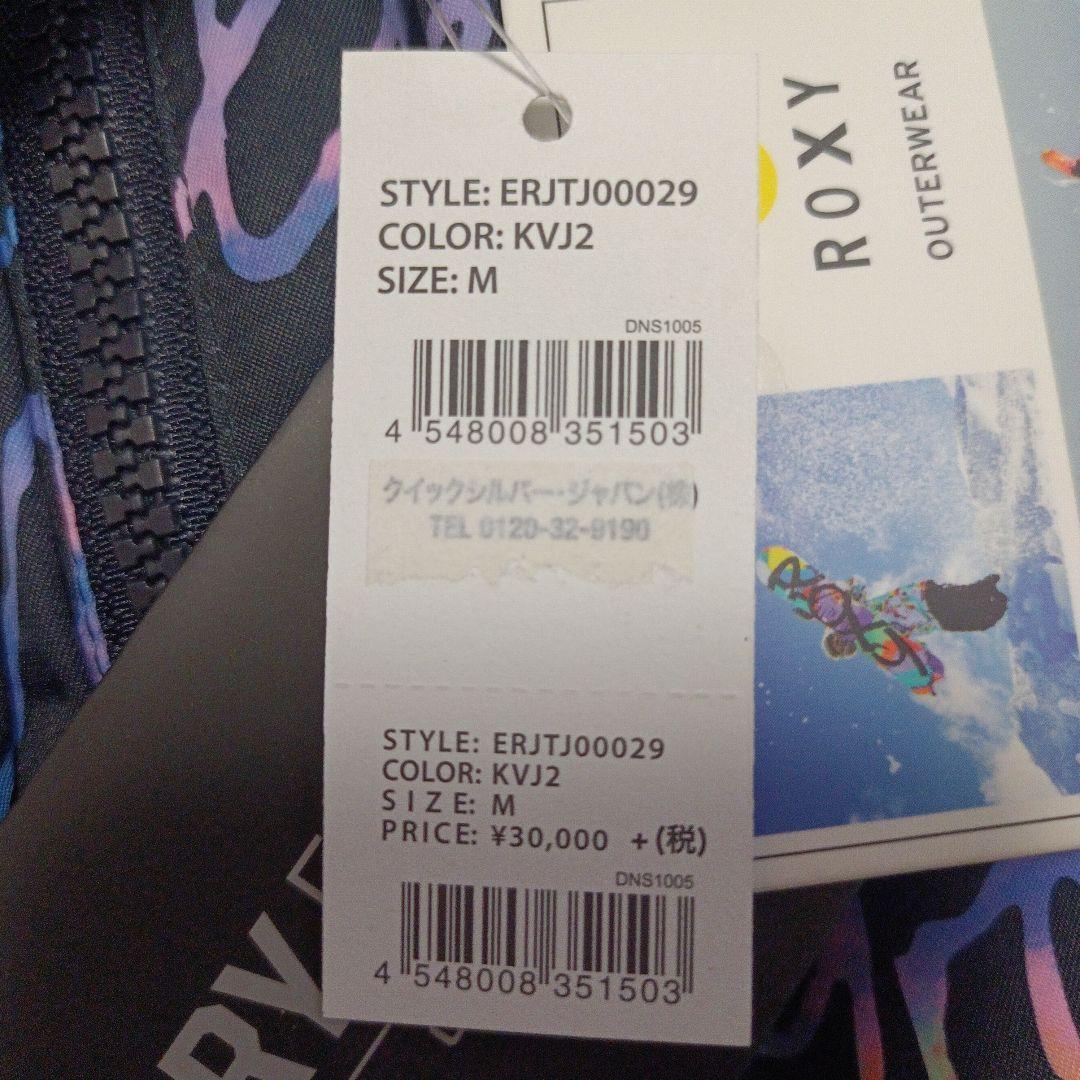 STYLE: ERJTJ00029
COLOR: KVJ2
SIZE: M
DNS1005
4 548008 351503
クイックシルバー・ジャパン(株)
TEL 0120-32-9190
STYLE: ERJTJ00029
COLOR: KVJ2
SIZE: M
PRICE: ¥30,000 +(税)
DNS1005
4 548008 351503
ROXY
OUTERWEAR
ROXY